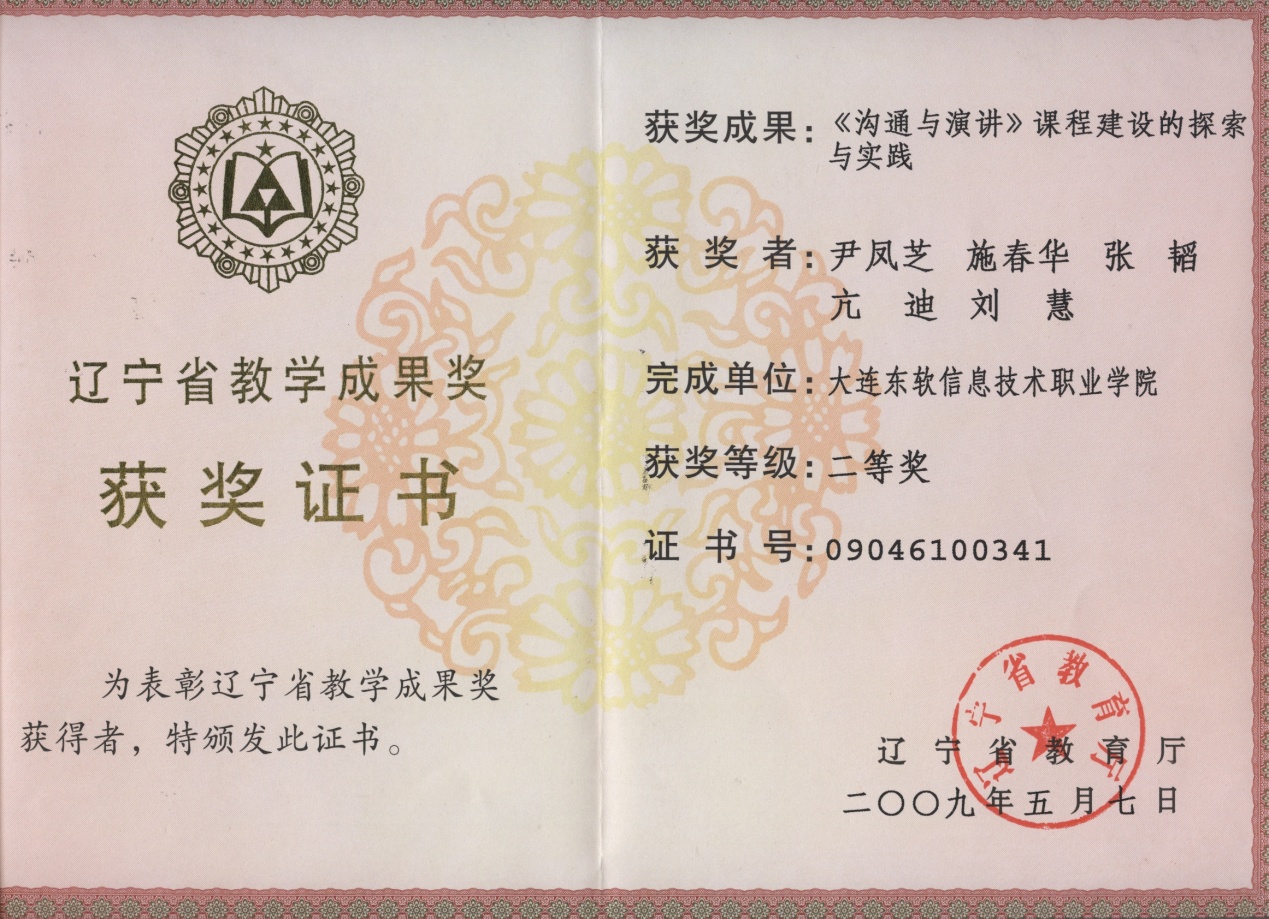 辽宁省教学成果奖
获奖证书
为表彰辽宁省教学成果奖
获得者，特颁发此证书。
获奖成果：《沟通与演讲》课程建设的探索
与实践
获奖者：尹凤芝 施春华 张韬
亢迪 刘慧
完成单位：大连东软信息技术职业学院
获奖等级：二等奖
证书号：09046100341
辽宁省教育厅
辽宁省教育厅
二〇〇九年五月七日